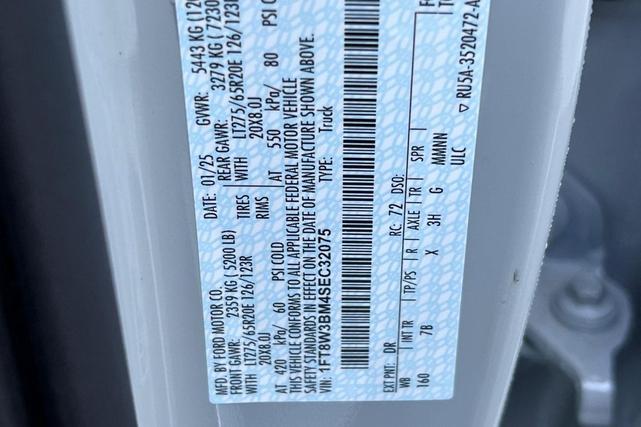 MFD. BY FORD MOTOR CO. DATE: 01/25 GVWR: 5443 KG
FRONT GAWR: 2359 KG (5200 LB) REAR GAWR: 3279 KG
WITH LT275/65R20E 126/123R TIRES WITH LT275/65R20E 126/123
20X8.0J RIMS 20X8.0J
AT 420 kPa/ 60 PSI COLD AT 550 kPa/ 80 PSI
THIS VEHICLE CONFORMS TO ALL APPLICABLE FEDERAL MOTOR VEHICLE
SAFETY STANDARDS IN EFFECT ON THE DATE OF MANUFACTURE SHOWN ABOVE.
VIN: 1FT8W3BM4SEC32075 TYPE: Truck
EXT PNT: DR RC: 72 DSO:
WB INT TR TP/PS R AXLE TR SPR
160 7B X 3H G MMNNN
ULC
RU5A-3520472-A